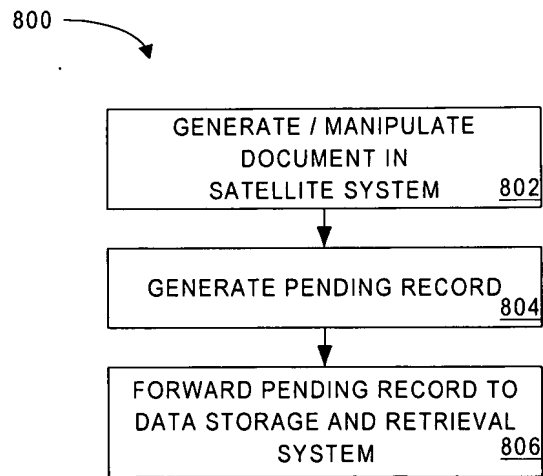 800
GENERATE / MANIPULATE
DOCUMENT IN
SATELLITE SYSTEM 802
GENERATE PENDING RECORD
804
FORWARD PENDING RECORD TO
DATA STORAGE AND RETRIEVAL
SYSTEM 806